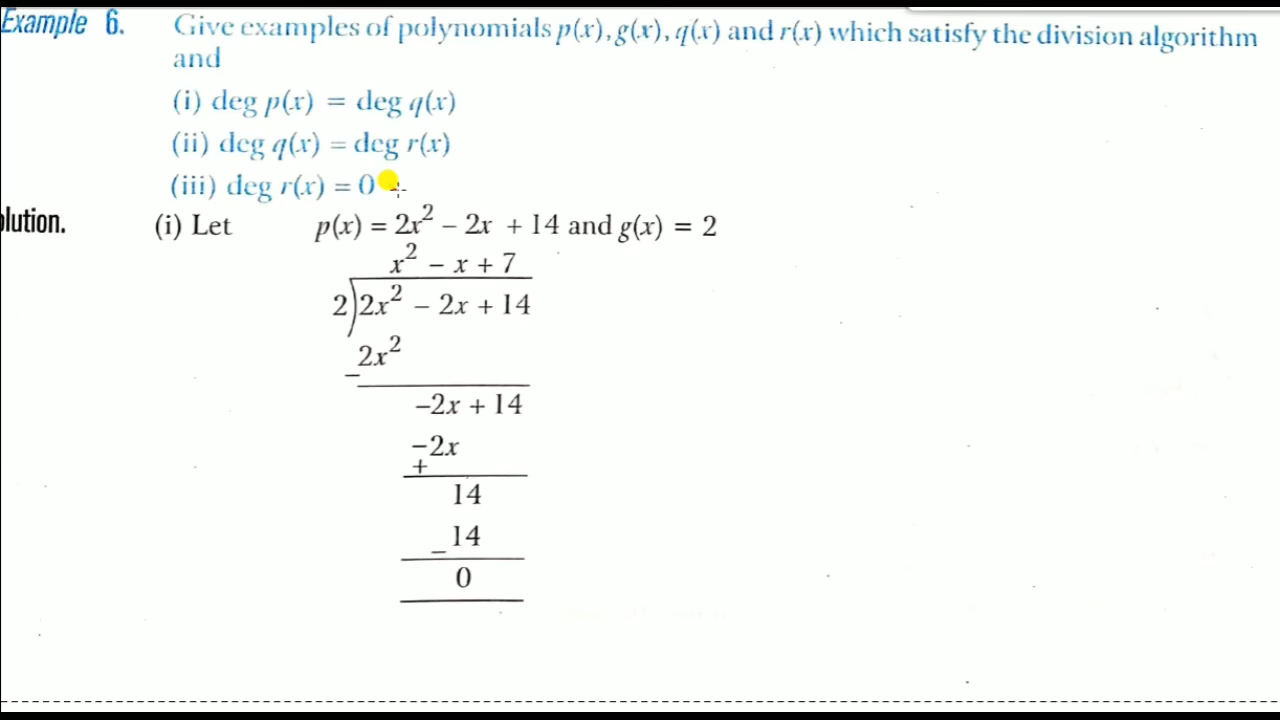 Example 6. Give examples of polynomials p(x), g(x), q(x) and r(x) which satisfy the division algorithm
and
(i) deg p(x) = deg q(x)
(ii) deg q(x) = deg r(x)
(iii) deg r(x) = 0
olution. (i) Let p(x) = 2x² – 2x + 14 and g(x) = 2
x² – x + 7
2)2x² – 2x + 14
2x²
–
–2x + 14
–2x
+
14
14
–
0